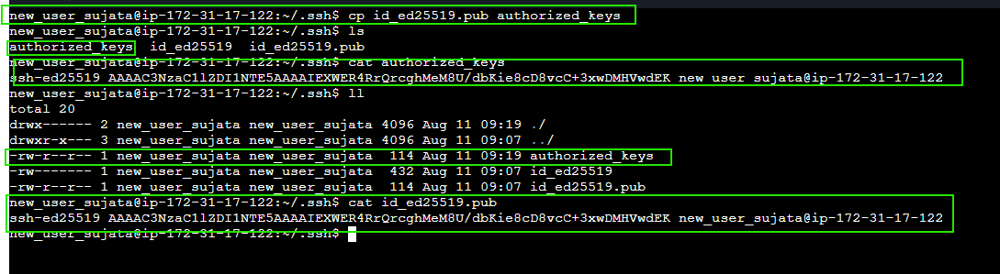 new_user_sujata@ip-172-31-17-122:~/.ssh$ cp id_ed25519.pub authorized_keys
new_user_sujata@ip-172-31-17-122:~/.ssh$ ls
authorized_keys  id_ed25519  id_ed25519.pub
new_user_sujata@ip-172-31-17-122:~/.ssh$ cat authorized_keys
ssh-ed25519 AAAAC3NzaC1lZDI1NTE5AAAAIEXWER4RrQrcghMeM8U/dbKie8cD8vcC+3xwDMHVwdEK new_user_sujata@ip-172-31-17-122
new_user_sujata@ip-172-31-17-122:~/.ssh$ ll
total 20
drwx------ 2 new_user_sujata new_user_sujata 4096 Aug 11 09:19 ./
drwxr-x--- 3 new_user_sujata new_user_sujata 4096 Aug 11 09:07 ../
-rw-r--r-- 1 new_user_sujata new_user_sujata  114 Aug 11 09:19 authorized_keys
-rw------- 1 new_user_sujata new_user_sujata  432 Aug 11 09:07 id_ed25519
-rw-r--r-- 1 new_user_sujata new_user_sujata  114 Aug 11 09:07 id_ed25519.pub
new_user_sujata@ip-172-31-17-122:~/.ssh$ cat id_ed25519.pub
ssh-ed25519 AAAAC3NzaC1lZDI1NTE5AAAAIEXWER4RrQrcghMeM8U/dbKie8cD8vcC+3xwDMHVwdEK new_user_sujata@ip-172-31-17-122
new_user_sujata@ip-172-31-17-122:~/.ssh$